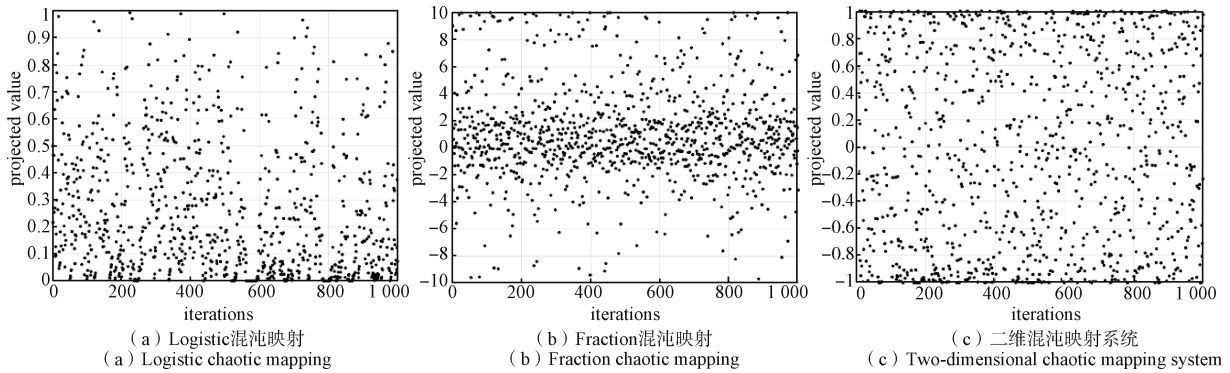 projected value
1
0.9
0.8
0.7
0.6
0.5
0.4
0.3
0.2
0.1
0
0 200 400 600 800 1 000
iterations
(a)Logistic混沌映射
(a)Logistic chaotic mapping
projected value
10
8
6
4
2
0
−2
−4
−6
−8
−10
0 200 400 600 800 1 000
iterations
(b)Fraction混沌映射
(b)Fraction chaotic mapping
projected value
1
0.8
0.6
0.4
0.2
0
−0.2
−0.4
−0.6
−0.8
−1
0 200 400 600 800 1 000
iterations
(c)二维混沌映射系统
(c)Two-dimensional chaotic mapping system